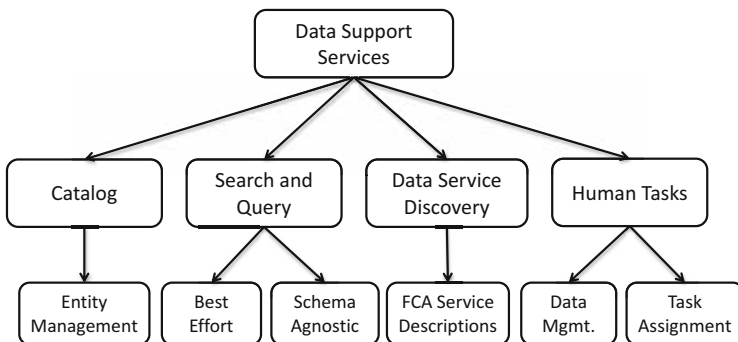 Data Support
Services
Catalog
Search and
Query
Data Service
Discovery
Human Tasks
Entity
Management
Best
Effort
Schema
Agnostic
FCA Service
Descriptions
Data
Mgmt.
Task
Assignment